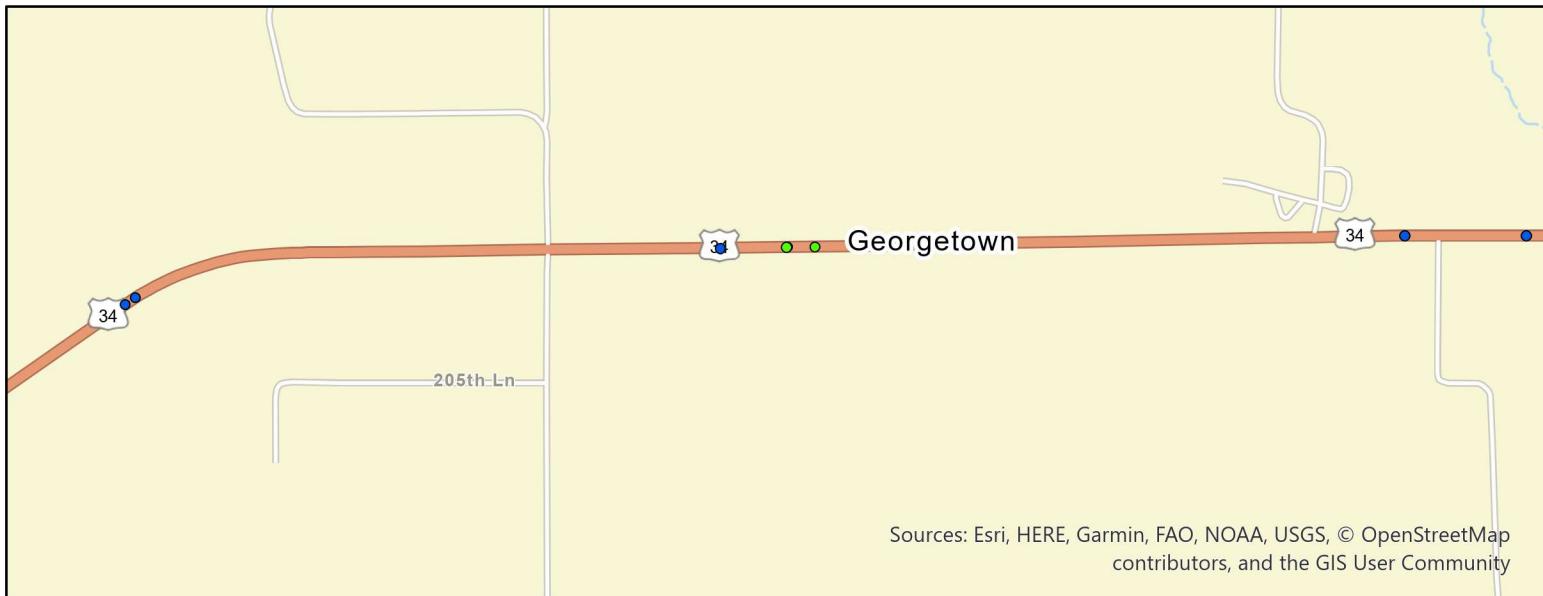 34
Georgetown
34
34
205th Ln
Sources: Esri, HERE, Garmin, FAO, NOAA, USGS, © OpenStreetMap
contributors, and the GIS User Community